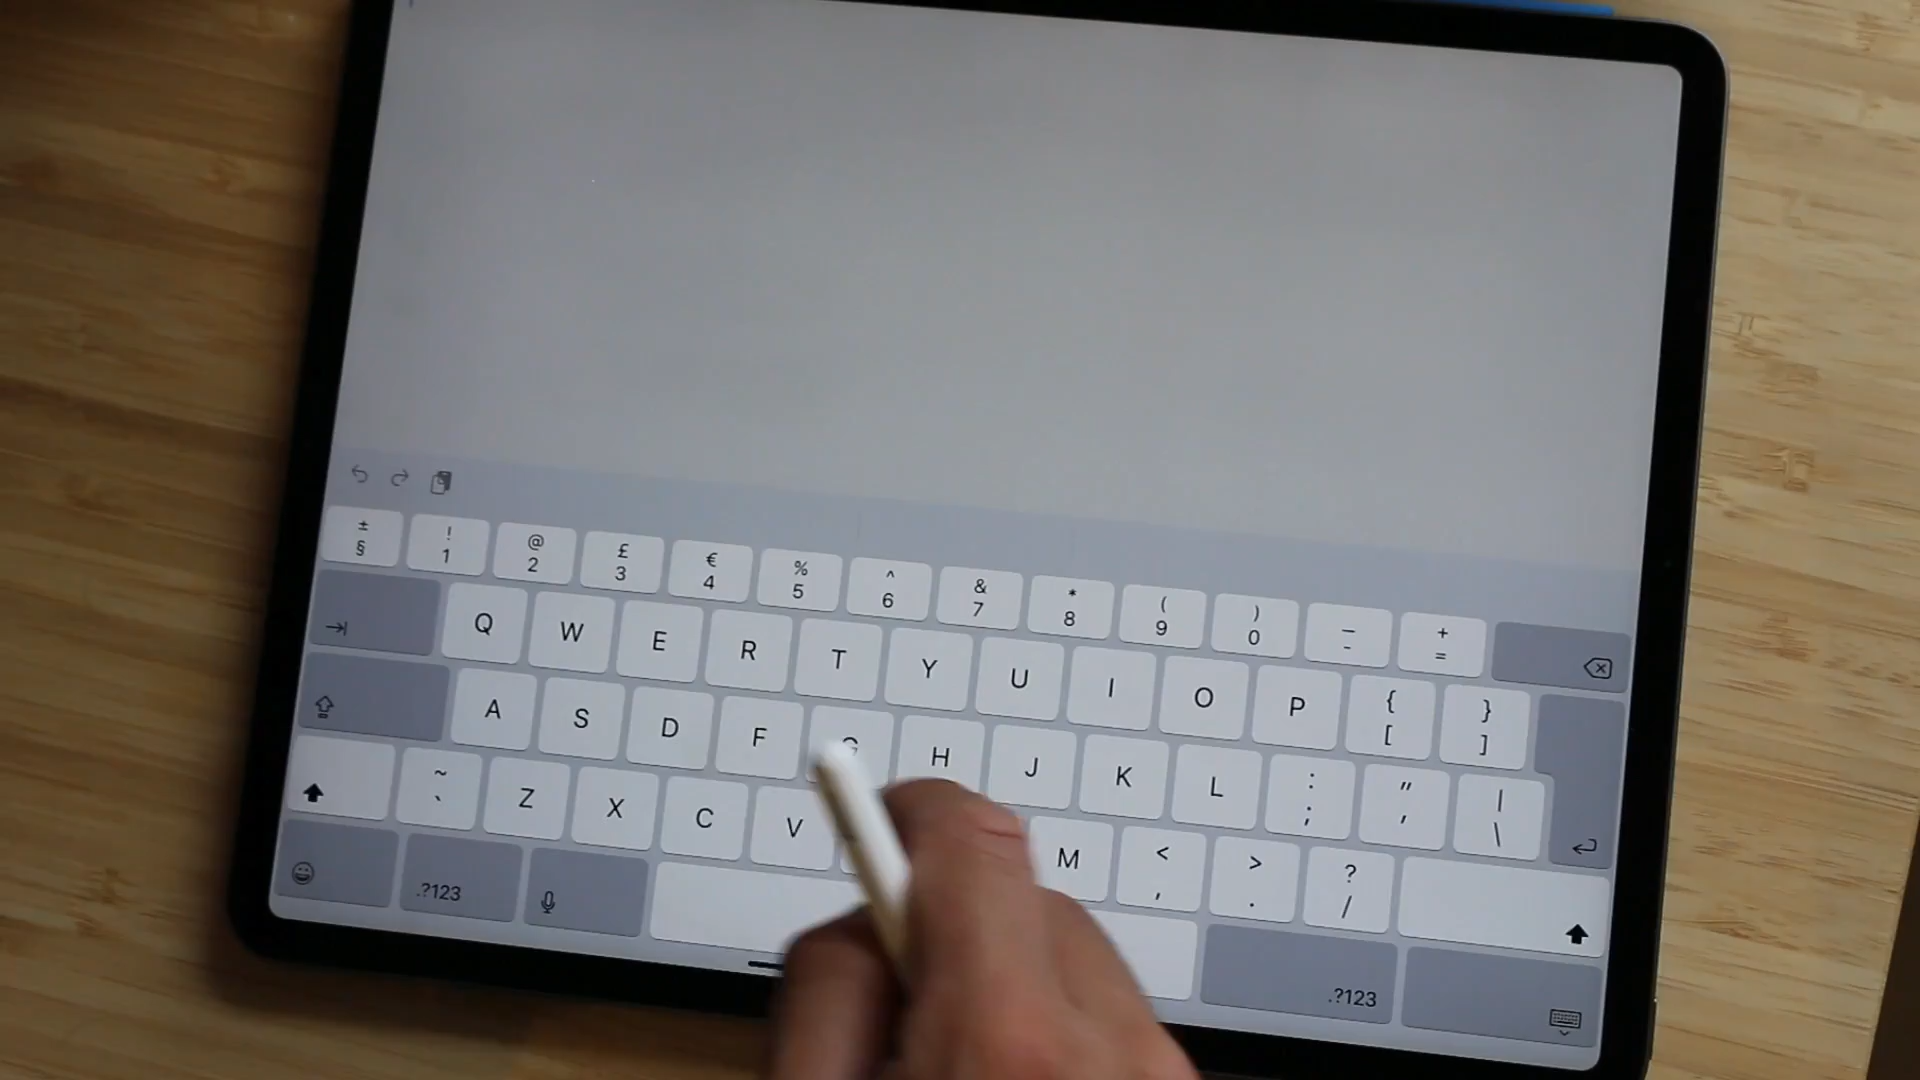 ± ! @ £ € % ^ & * ( ) _ +
§ 1 2 3 4 5 6 7 8 9 0 - =
Q W E R T Y U I O P { }
[ ]
A S D F G H J K L : " |
; ' \
~ Z X C V M < > ?
` , . /
.?123 .?123